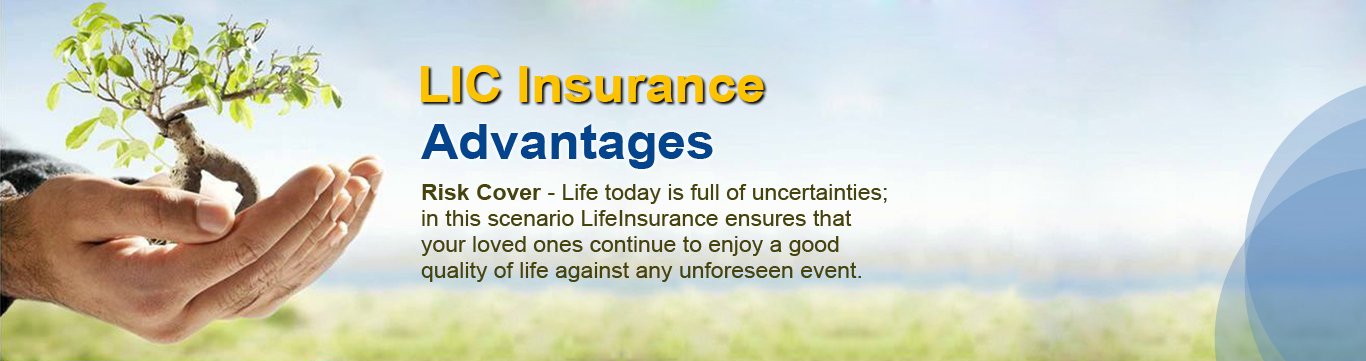 LIC Insurance
Advantages
Risk Cover - Life today is full of uncertainties;
in this scenario LifeInsurance ensures that
your loved ones continue to enjoy a good
quality of life against any unforeseen event.